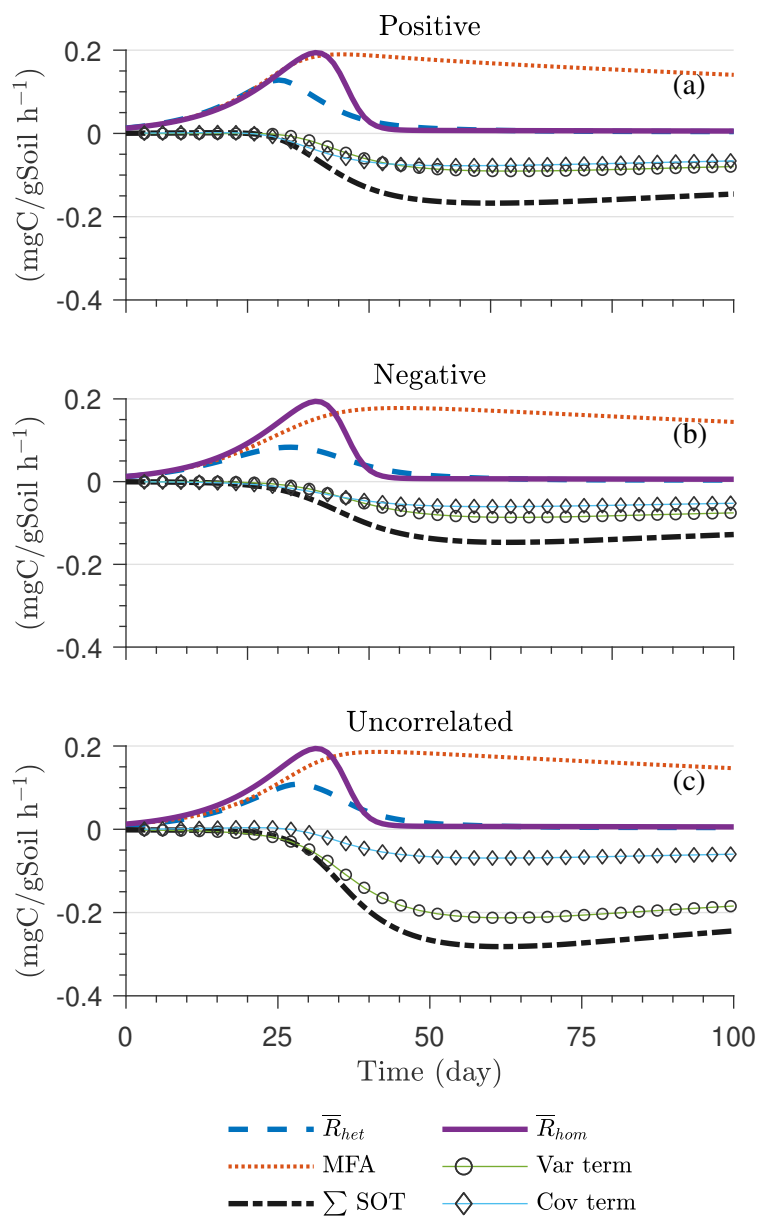 Positive
0.2
0
-0.2
-0.4
(mgC/gSoil h⁻¹)
(a)
Negative
0.2
0
-0.2
-0.4
(mgC/gSoil h⁻¹)
(b)
Uncorrelated
0.2
0
-0.2
-0.4
(mgC/gSoil h⁻¹)
(c)
0 25 50 75 100
Time (day)
R̅het R̅hom
MFA Var term
∑ SOT Cov term